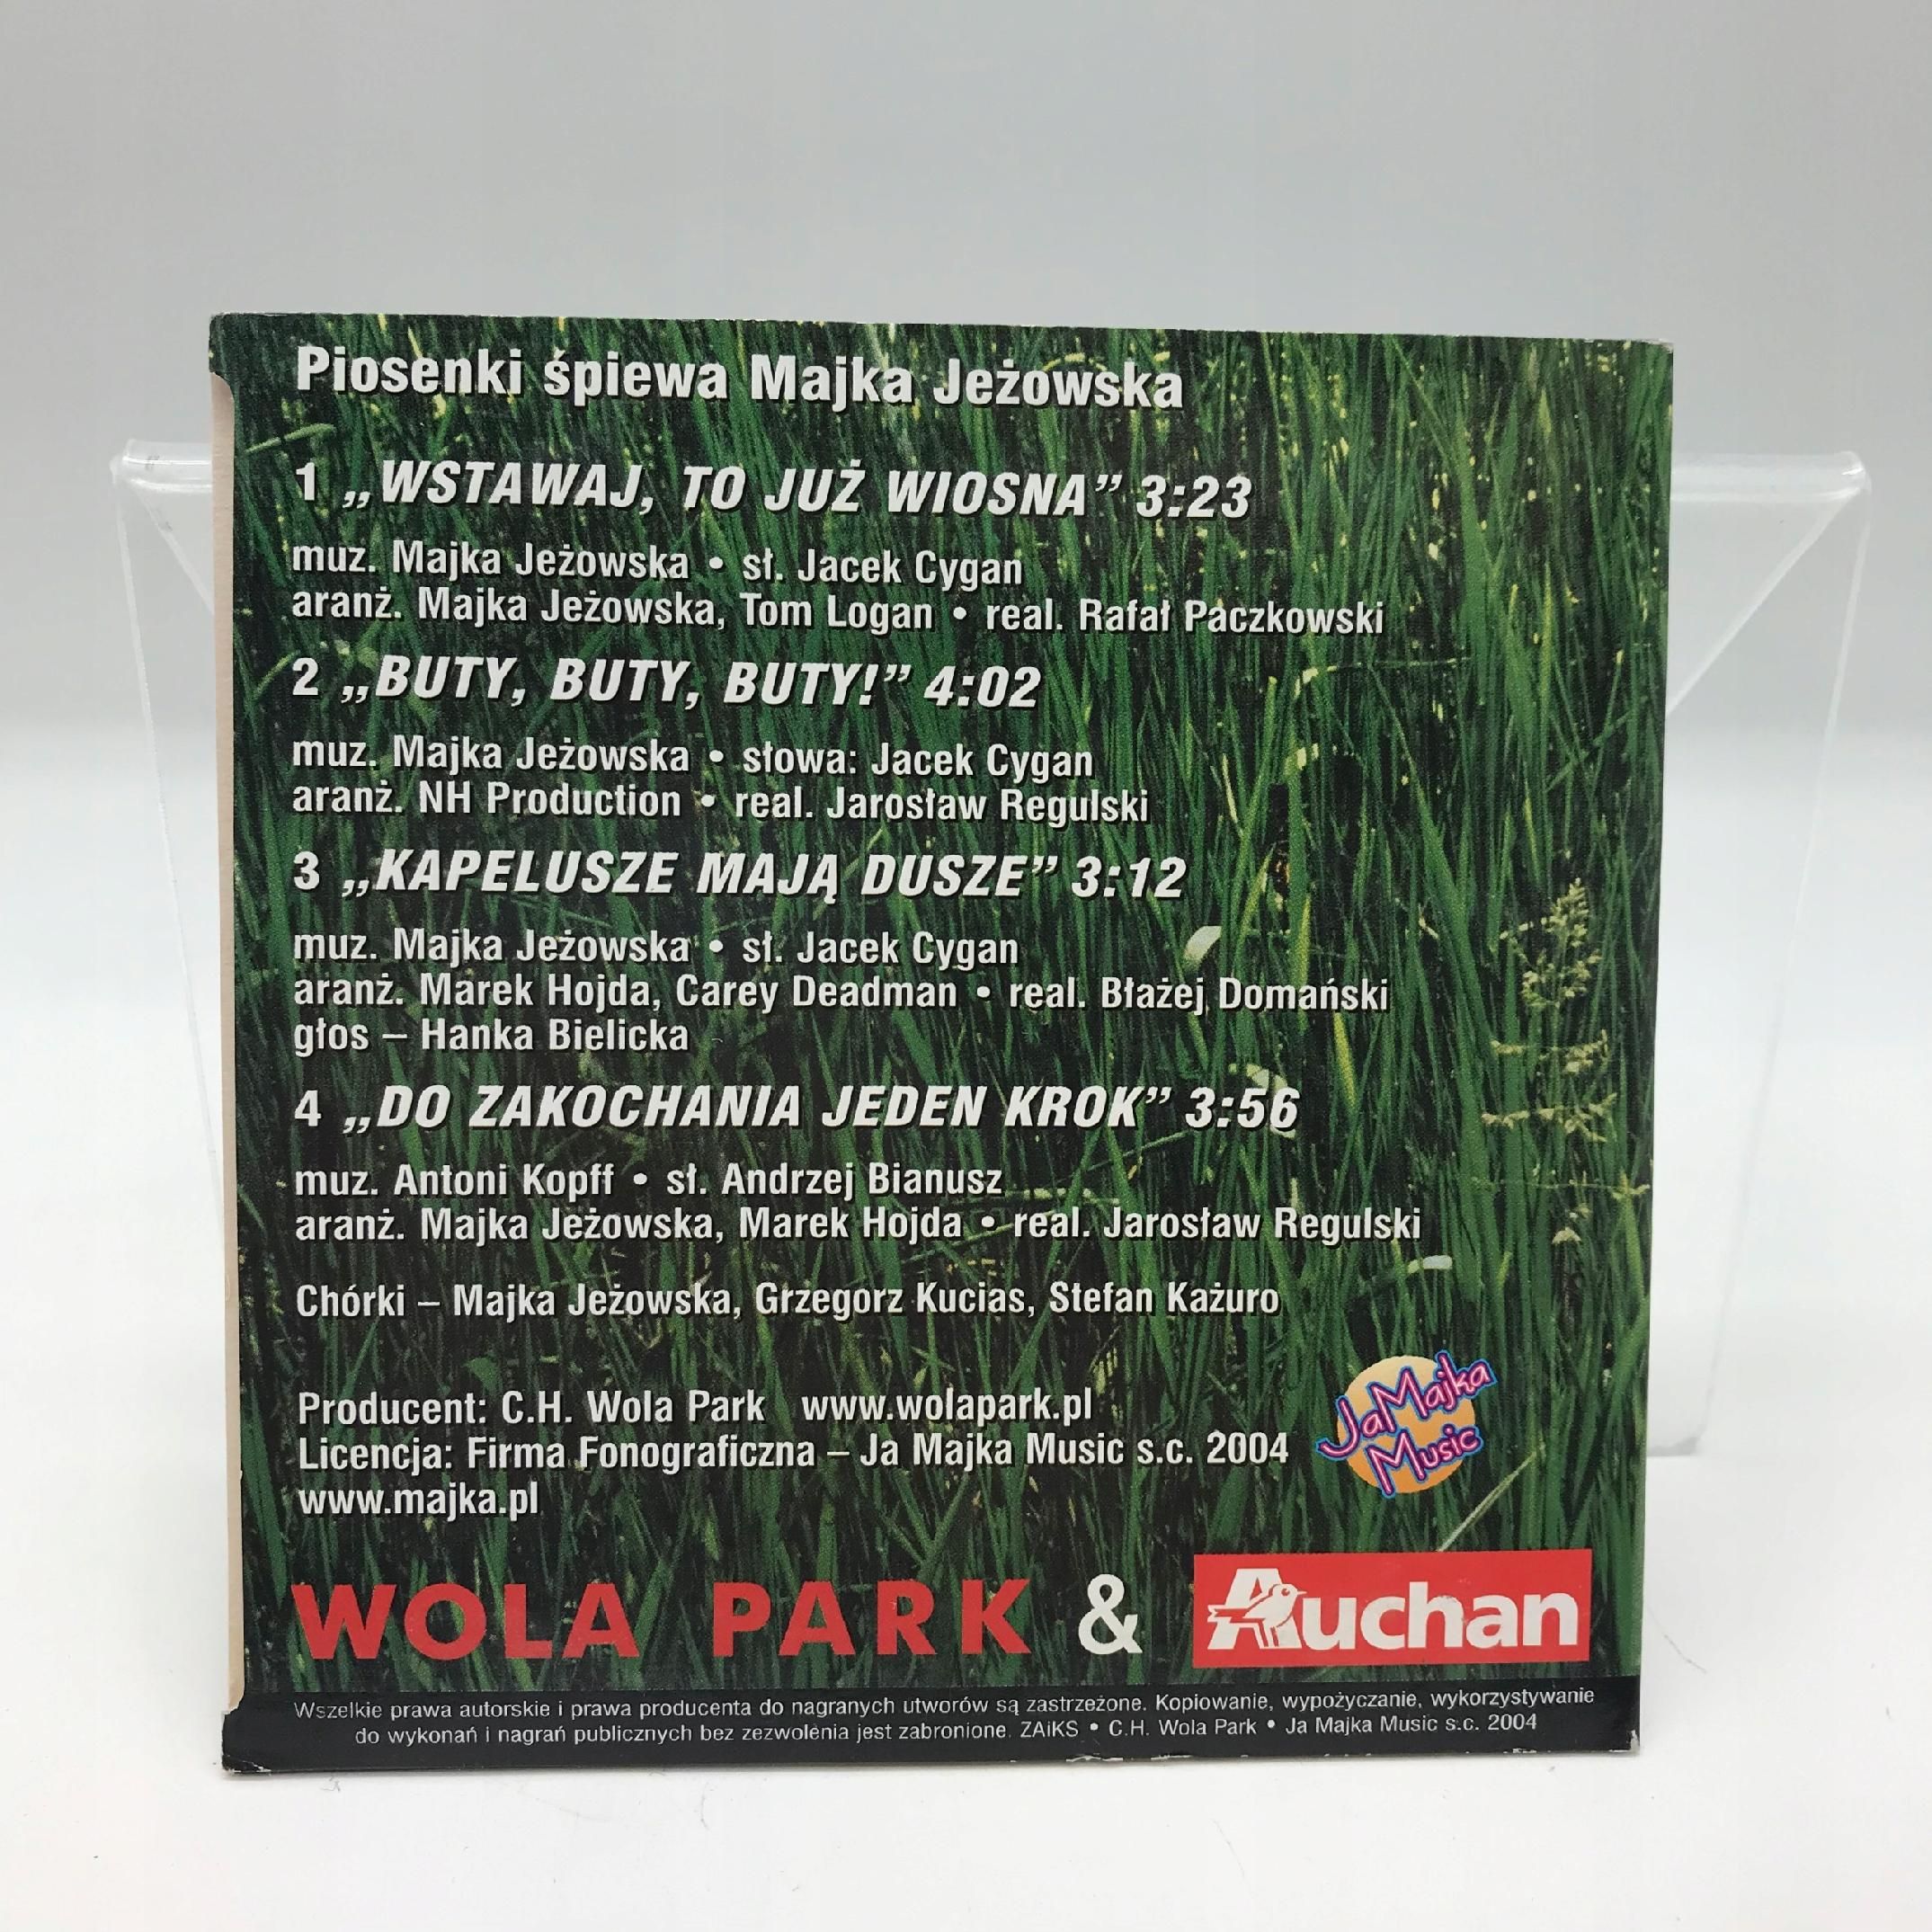 Piosenki śpiewa Majka Jeżowska
1 „WSTAWAJ, TO JUŻ WIOSNA” 3:23
muz. Majka Jeżowska • sł. Jacek Cygan
aranż. Majka Jeżowska, Tom Logan • real. Rafał Paczkowski
2 „BUTY, BUTY, BUTY!” 4:02
muz. Majka Jeżowska • słowa: Jacek Cygan
aranż. NH Production • real. Jarosław Regulski
3 „KAPELUSZE MAJĄ DUSZE” 3:12
muz. Majka Jeżowska • sł. Jacek Cygan
aranż. Marek Hojda, Carey Deadman • real. Błażej Domański
głos – Hanka Bielicka
4 „DO ZAKOCHANIA JEDEN KROK” 3:56
muz. Antoni Kopff • sł. Andrzej Bianusz
aranż. Majka Jeżowska, Marek Hojda • real. Jarosław Regulski
Chórki – Majka Jeżowska, Grzegorz Kucias, Stefan Każuro
Producent: C.H. Wola Park www.wolapark.pl
Licencja: Firma Fonograficzna – Ja Majka Music s.c. 2004
www.majka.pl
JaMajka
Music
WOLA PARK & Auchan
Wszelkie prawa autorskie i prawa producenta do nagranych utworów są zastrzeżone. Kopiowanie, wypożyczanie, wykorzystywanie
do wykonań i nagrań publicznych bez zezwolenia jest zabronione. ZAiKS • C.H. Wola Park • Ja Majka Music s.c. 2004